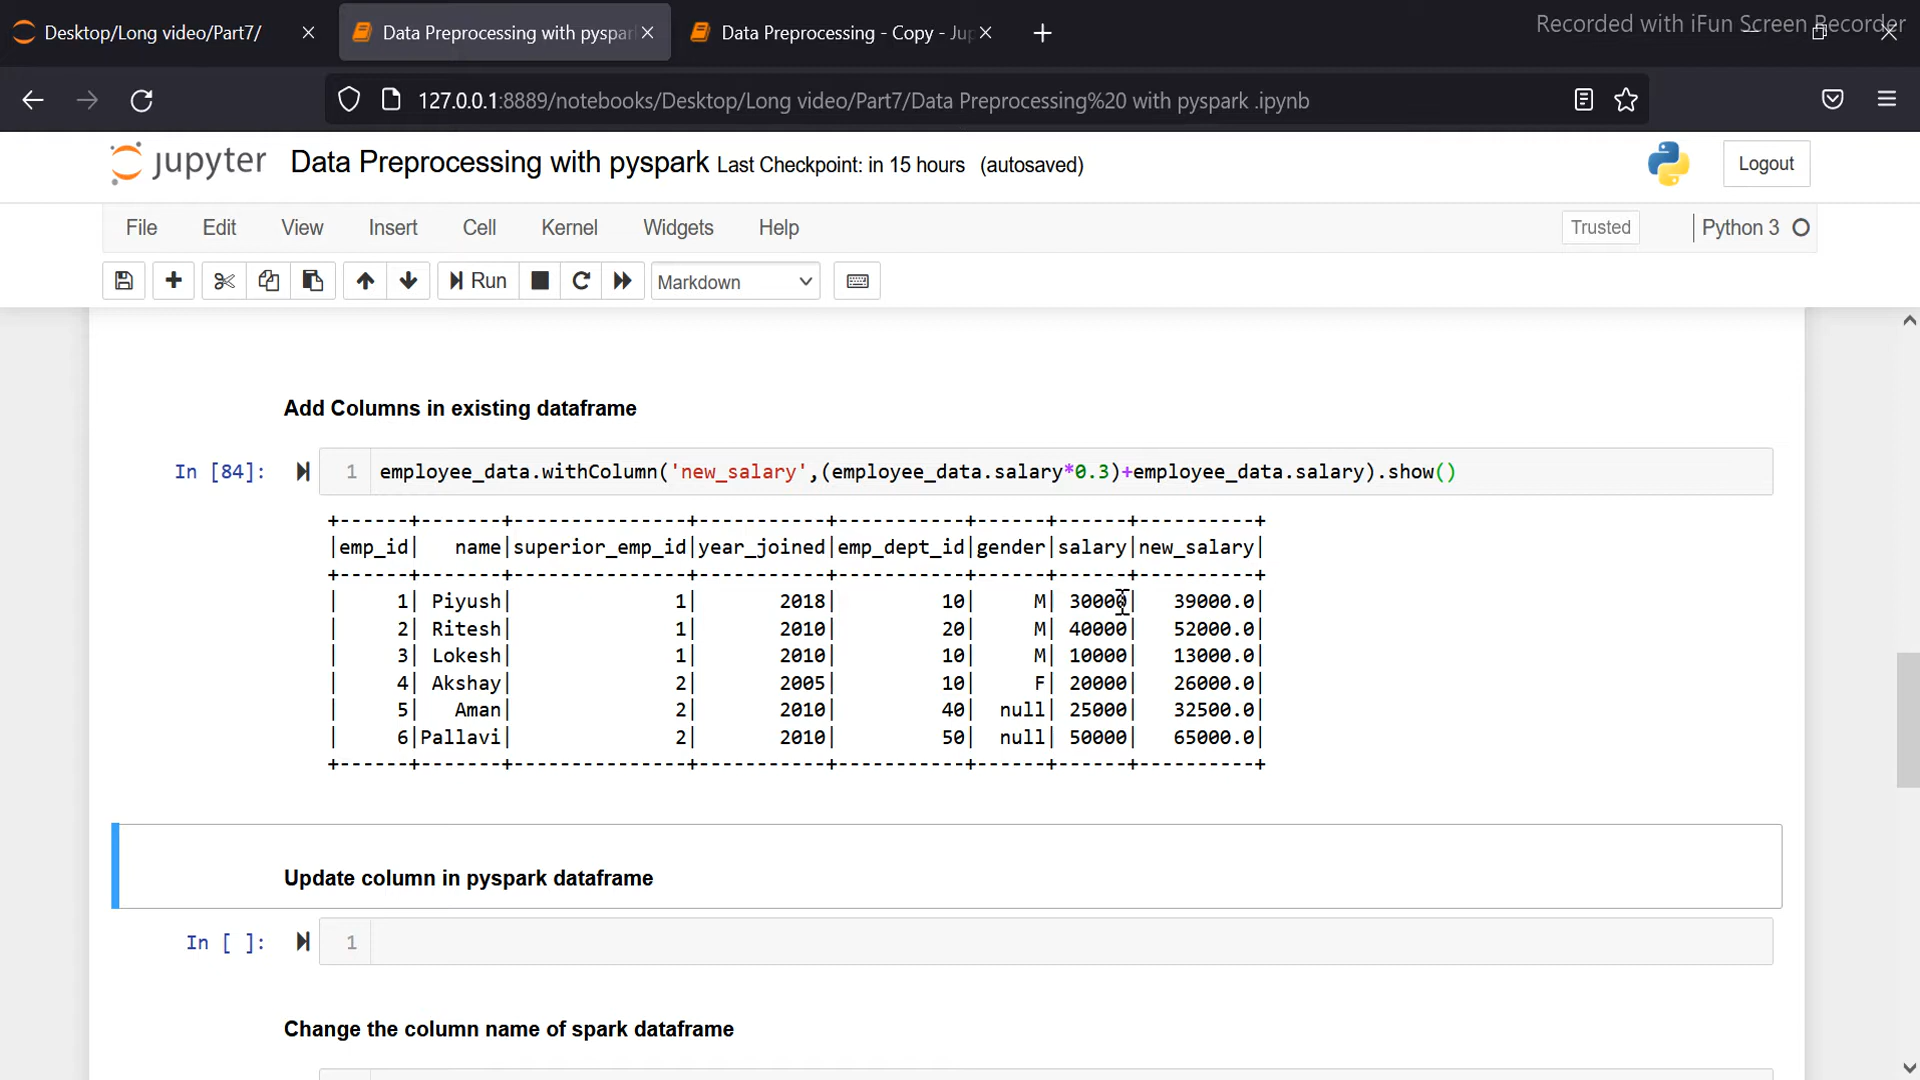 Desktop/Long video/Part7/
Data Preprocessing with pyspar
Data Preprocessing - Copy - Jup
Recorded with iFun Screen Recorder
127.0.0.1:8889/notebooks/Desktop/Long video/Part7/Data Preprocessing%20 with pyspark .ipynb
jupyter Data Preprocessing with pyspark Last Checkpoint: in 15 hours (autosaved)
Logout
File Edit View Insert Cell Kernel Widgets Help
Trusted
Python 3
Run
Markdown
Add Columns in existing dataframe
In [84]: 1 employee_data.withColumn('new_salary',(employee_data.salary*0.3)+employee_data.salary).show()
+------+-------+---------------+-----------+-----------+------+------+----------+
|emp_id|   name|superior_emp_id|year_joined|emp_dept_id|gender|salary|new_salary|
+------+-------+---------------+-----------+-----------+------+------+----------+
|     1| Piyush|              1|       2018|         10|     M| 30000|   39000.0|
|     2| Ritesh|              1|       2010|         20|     M| 40000|   52000.0|
|     3| Lokesh|              1|       2010|         10|     M| 10000|   13000.0|
|     4| Akshay|              2|       2005|         10|     F| 20000|   26000.0|
|     5|   Aman|              2|       2010|         40|  null| 25000|   32500.0|
|     6|Pallavi|              2|       2010|         50|  null| 50000|   65000.0|
+------+-------+---------------+-----------+-----------+------+------+----------+
Update column in pyspark dataframe
In [ ]: 1
Change the column name of spark dataframe